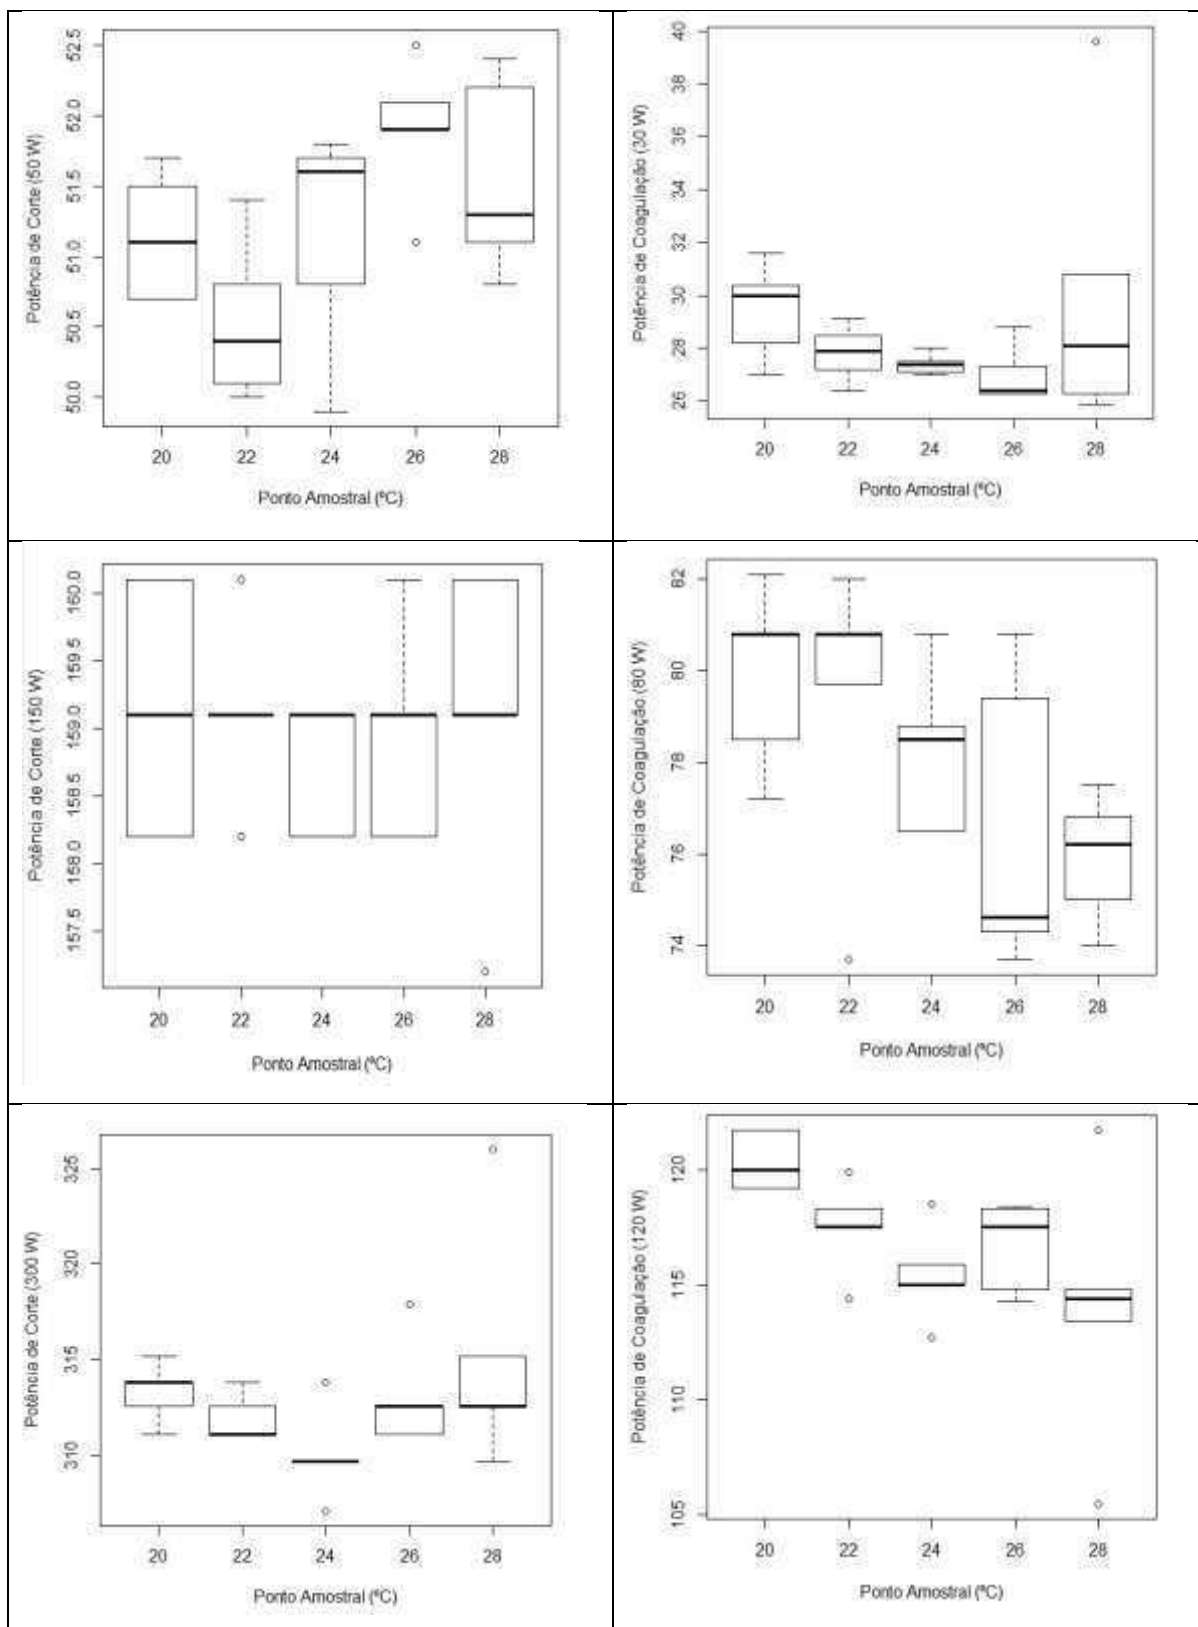 Potência de Corte (50 W)
52.5
52.0
51.5
51.0
50.5
50.0
20 22 24 26 28
Ponto Amostral (ºC)
Potência de Coagulação (30 W)
40
38
36
34
32
30
28
26
20 22 24 26 28
Ponto Amostral (ºC)
Potência de Corte (150 W)
160.0
159.5
159.0
158.5
158.0
157.5
20 22 24 26 28
Ponto Amostral (ºC)
Potência de Coagulação (80 W)
82
80
78
76
74
20 22 24 26 28
Ponto Amostral (ºC)
Potência de Corte (300 W)
325
320
315
310
20 22 24 26 28
Ponto Amostral (ºC)
Potência de Coagulação (120 W)
120
115
110
105
20 22 24 26 28
Ponto Amostral (ºC)